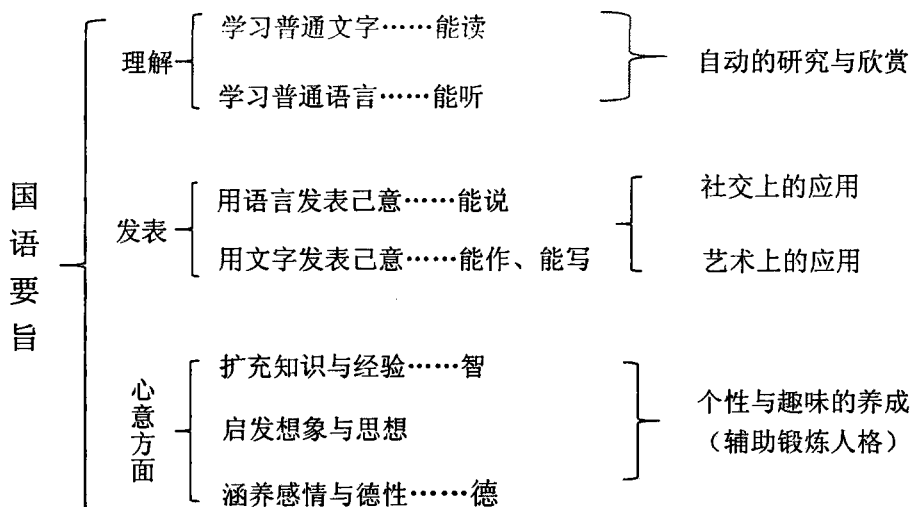 国语要旨
理解
学习普通文字……能读
学习普通语言……能听
自动的研究与欣赏
发表
用语言发表己意……能说
用文字发表己意……能作、能写
社交上的应用
艺术上的应用
心意方面
扩充知识与经验……智
启发想象与思想
涵养感情与德性……德
个性与趣味的养成
（辅助锻炼人格）